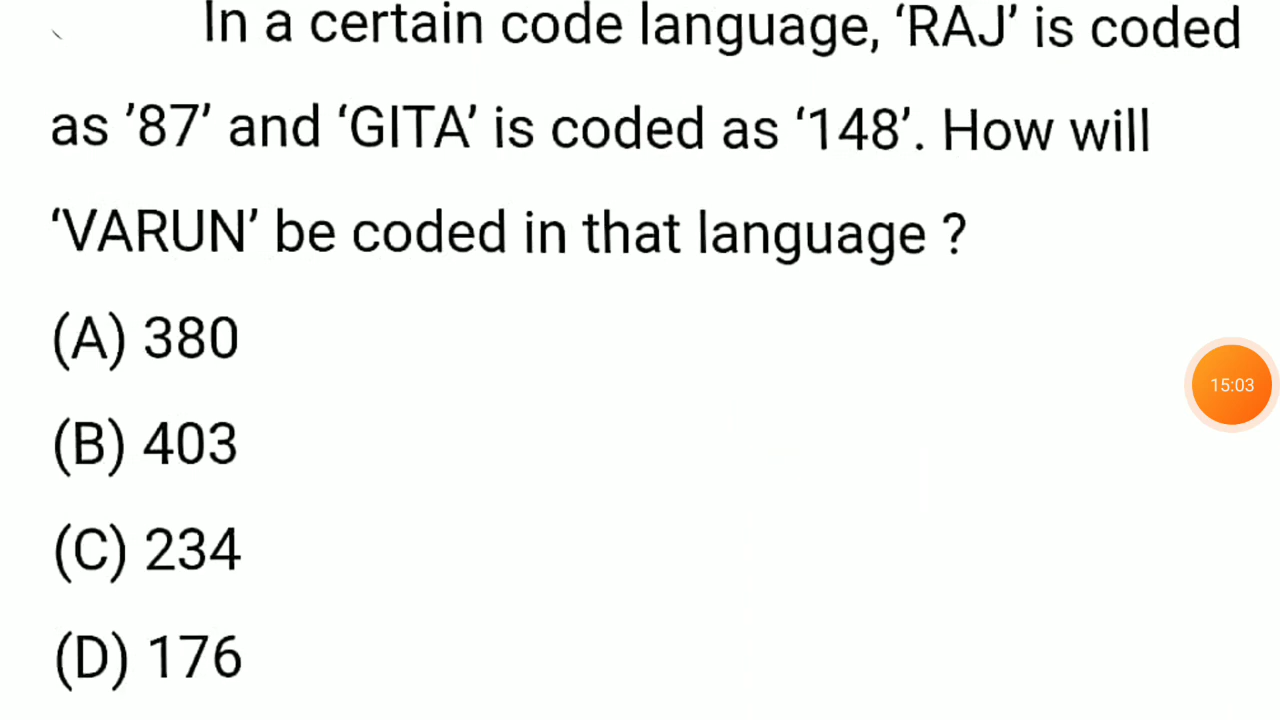 In a certain code language, ‘RAJ’ is coded
as ’87’ and ‘GITA’ is coded as ‘148’. How will
‘VARUN’ be coded in that language ?
(A) 380
15:03
(B) 403
(C) 234
(D) 176